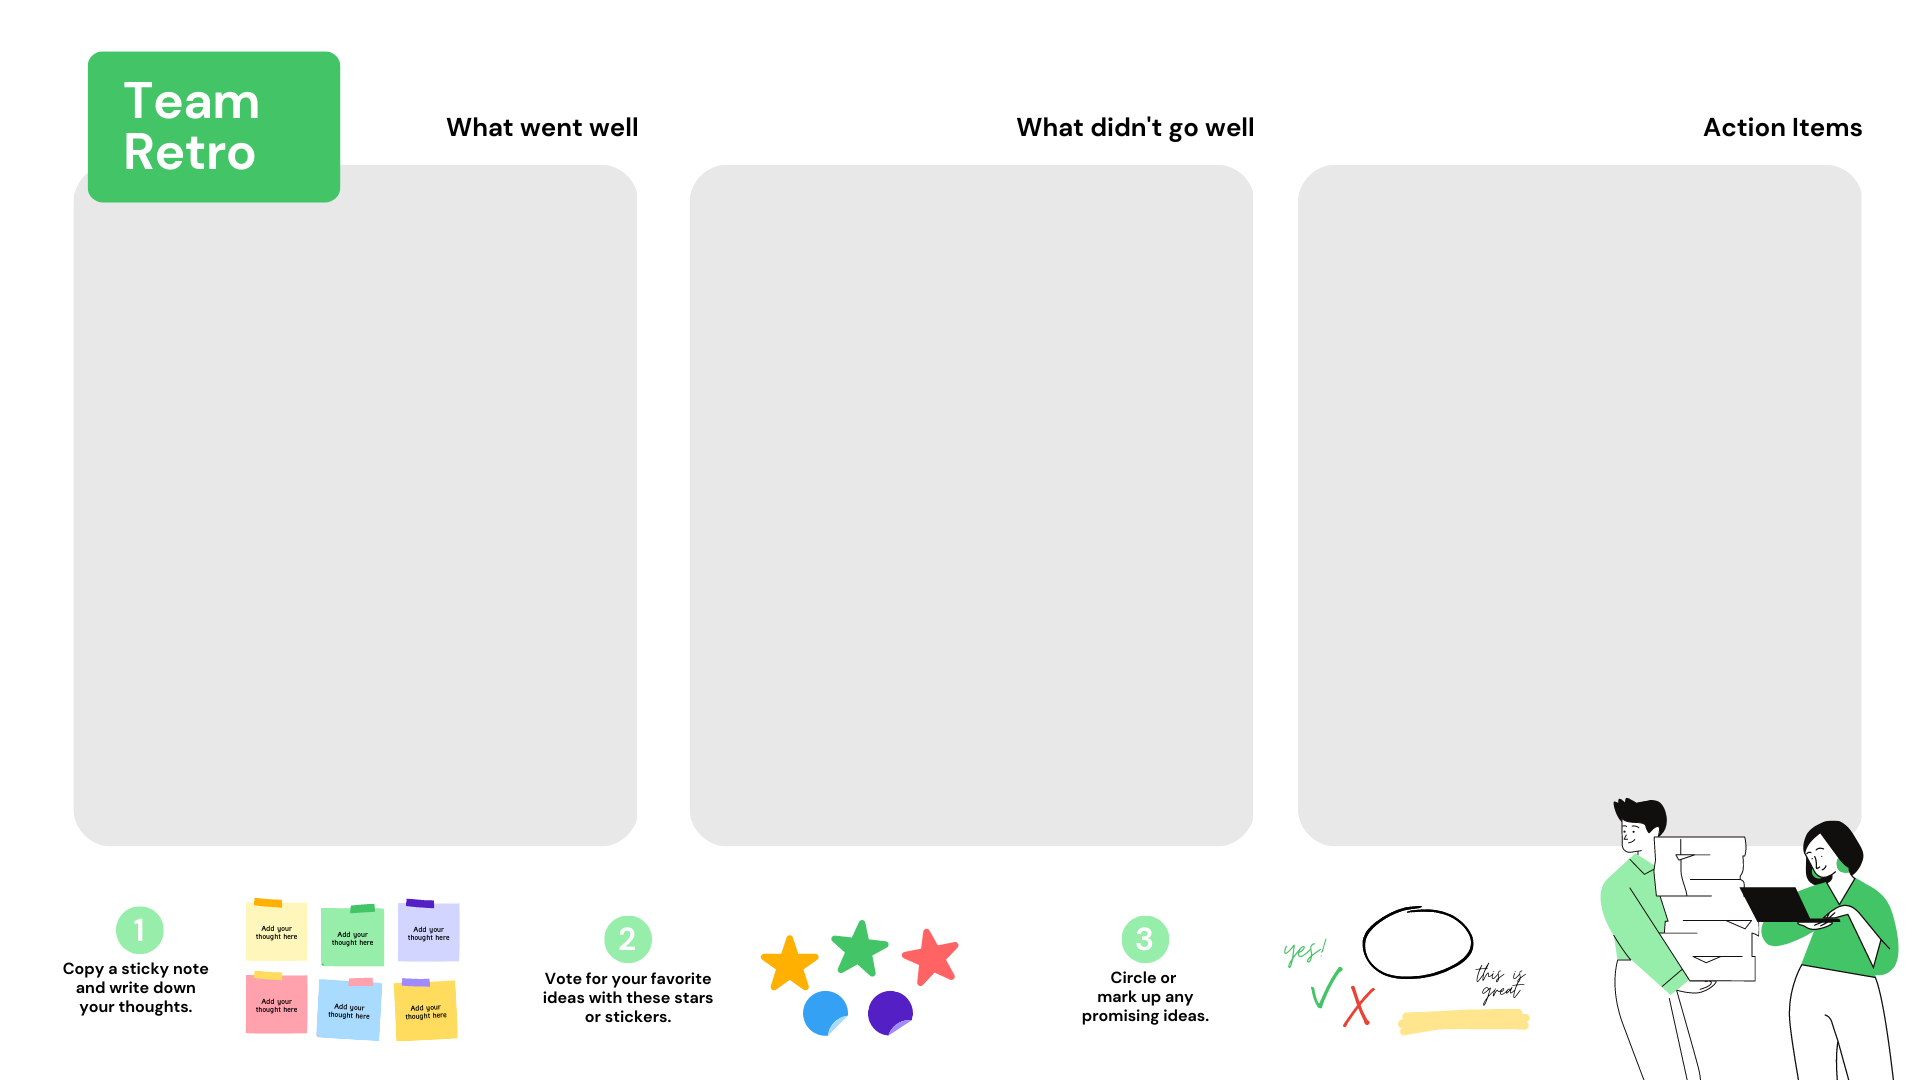 Team
Retro
What went well
What didn't go well
Action Items
1
Copy a sticky note
and write down
your thoughts.
Add your
thought here
Add your
thought here
Add your
thought here
Add your
thought here
Add your
thought here
Add your
thought here
2
Vote for your favorite
ideas with these stars
or stickers.
3
Circle or
mark up any
promising ideas.
yes!
this is
great